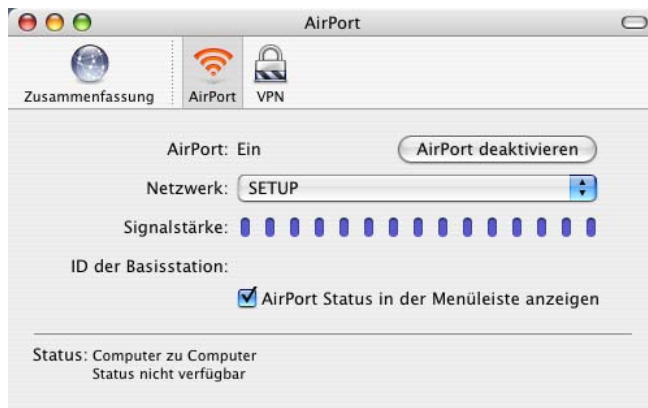 AirPort
Zusammenfassung AirPort VPN
AirPort: Ein AirPort deaktivieren
Netzwerk: SETUP
Signalstärke:
ID der Basisstation:
AirPort Status in der Menüleiste anzeigen
Status: Computer zu Computer
Status nicht verfügbar